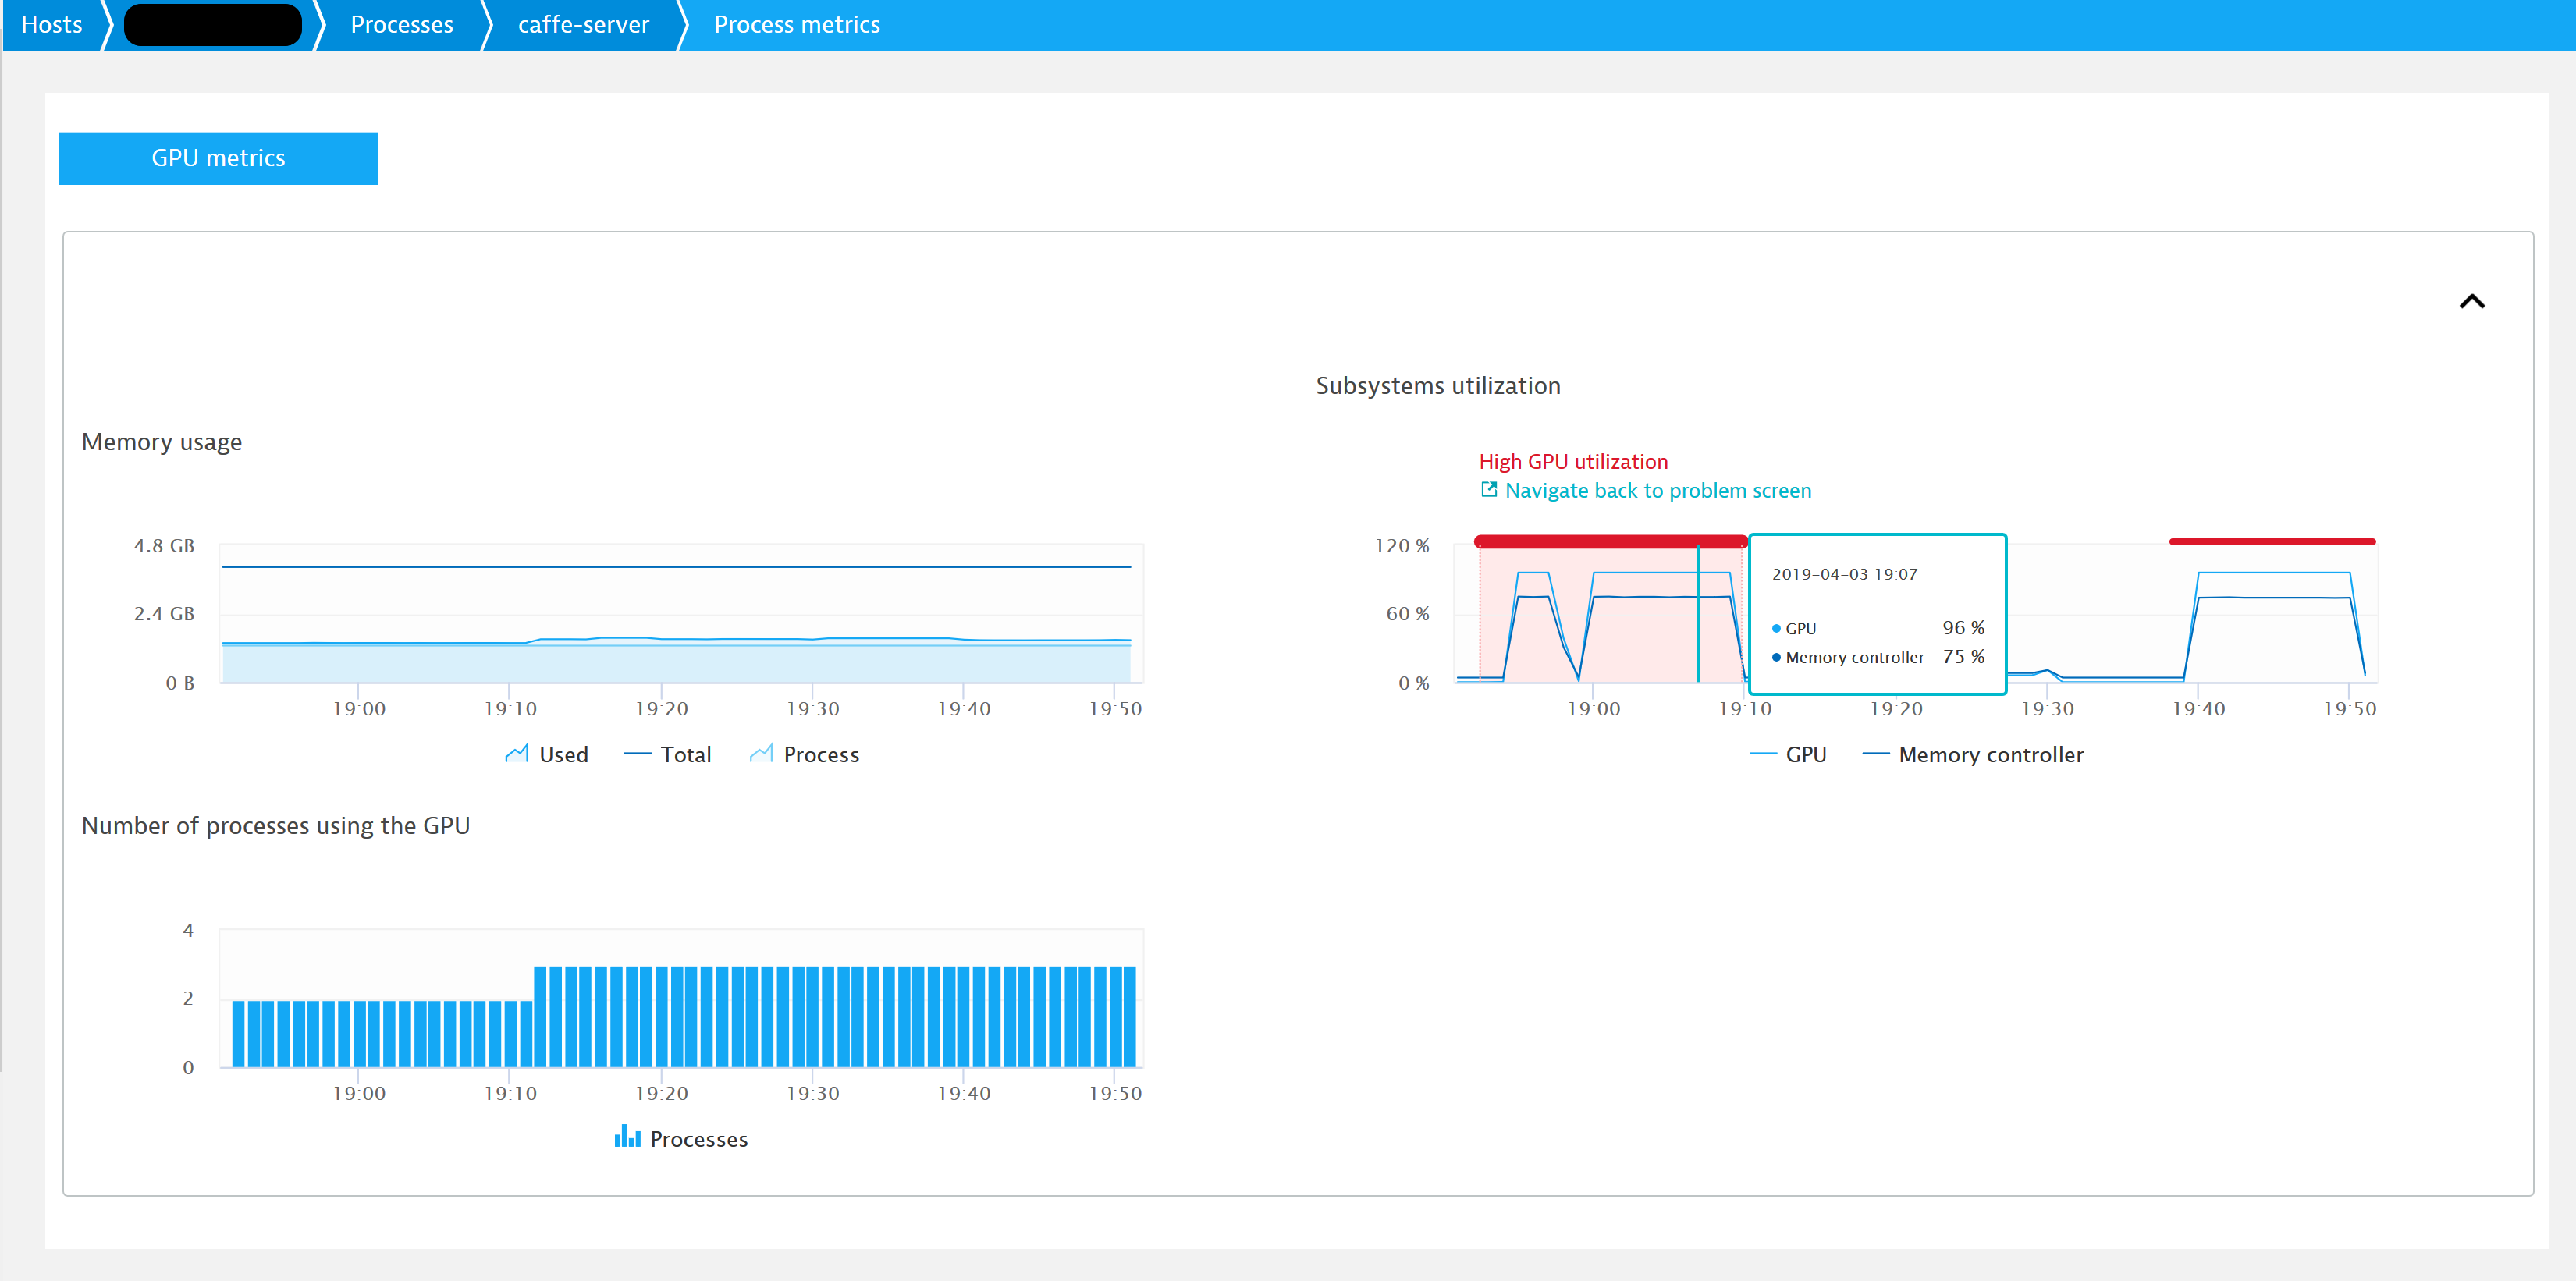 Hosts
Processes
caffe-server
Process metrics
GPU metrics
Memory usage
4.8 GB
2.4 GB
0 B
19:00 19:10 19:20 19:30 19:40 19:50
Used Total Process
Number of processes using the GPU
4
2
0
19:00 19:10 19:20 19:30 19:40 19:50
Processes
Subsystems utilization
High GPU utilization
Navigate back to problem screen
120 %
60 %
0 %
2019-04-03 19:07
GPU 96 %
Memory controller 75 %
19:00 19:10 19:20 19:30 19:40 19:50
GPU Memory controller